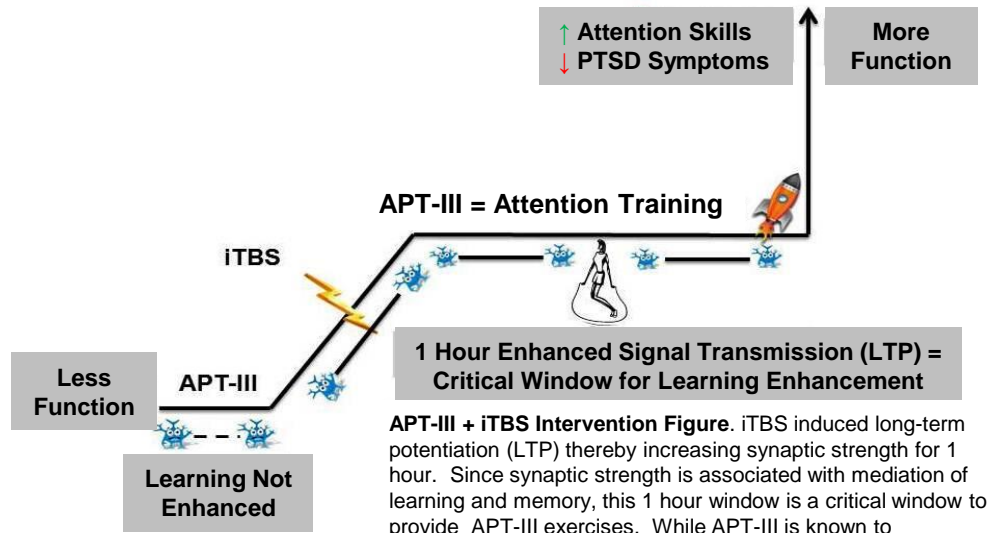 ↑ Attention Skills
↓ PTSD Symptoms
More
Function
APT-III = Attention Training
iTBS
1 Hour Enhanced Signal Transmission (LTP) =
Critical Window for Learning Enhancement
Less
Function
APT-III
Learning Not
Enhanced
APT-III + iTBS Intervention Figure. iTBS induced long-term
potentiation (LTP) thereby increasing synaptic strength for 1
hour. Since synaptic strength is associated with mediation of
learning and memory, this 1 hour window is a critical window to
provide APT-III exercises. While APT-III is known to